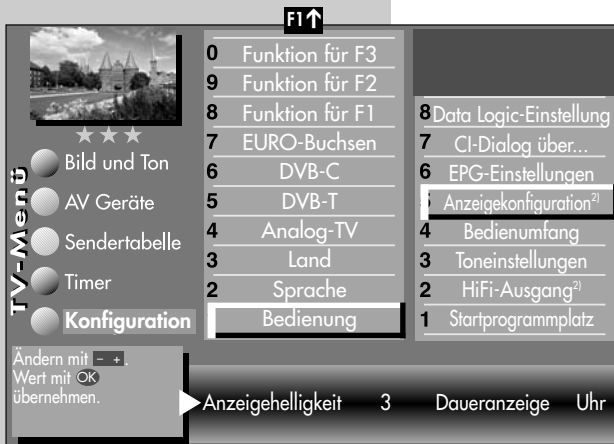 F1↑
TV-Menü
Bild und Ton
AV Geräte
Sendertabelle
Timer
Konfiguration
0 Funktion für F3
9 Funktion für F2
8 Funktion für F1
7 EURO-Buchsen
6 DVB-C
5 DVB-T
4 Analog-TV
3 Land
2 Sprache
Bedienung
8 Data Logic-Einstellung
7 CI-Dialog über...
6 EPG-Einstellungen
5 Anzeigekonfiguration2)
4 Bedienumfang
3 Toneinstellungen
2 HiFi-Ausgang2)
1 Startprogrammplatz
Ändern mit - + .
Wert mit OK
übernehmen.
Anzeigehelligkeit 3 Daueranzeige Uhr